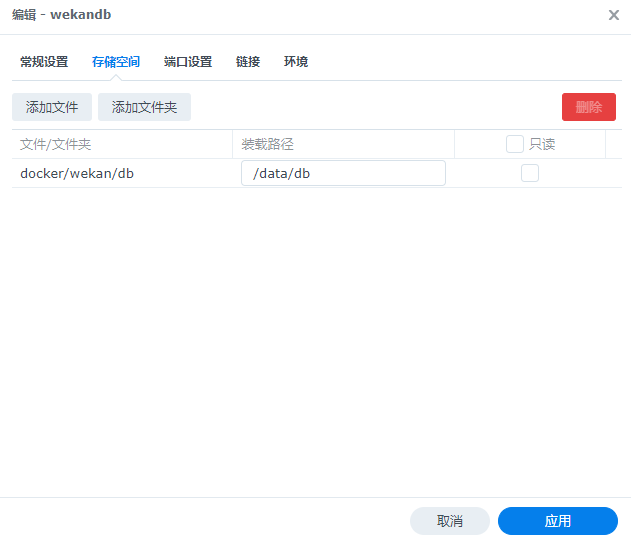 编辑 - wekandb
常规设置 存储空间 端口设置 链接 环境
添加文件 添加文件夹 删除
文件/文件夹 装载路径 只读
docker/wekan/db /data/db
取消 应用